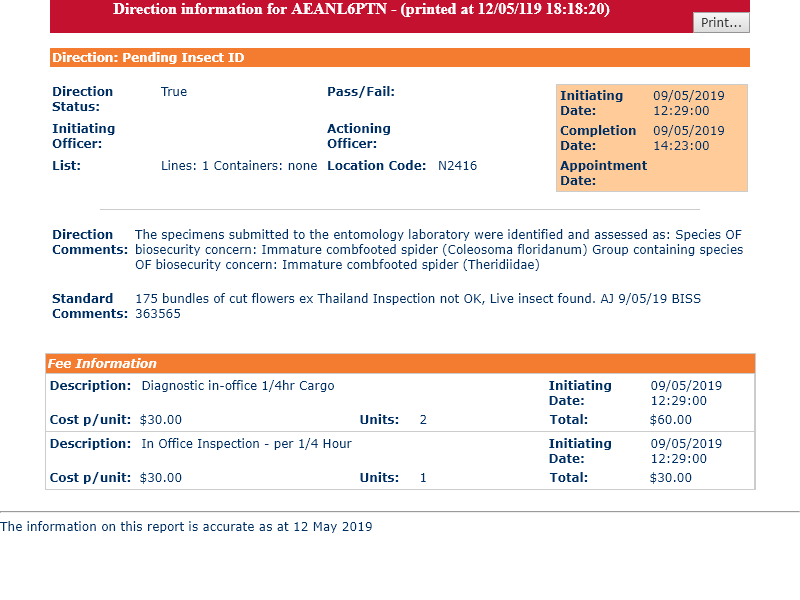 Direction information for AEANL6PTN - (printed at 12/05/119 18:18:20)
Print...
Direction: Pending Insect ID
Direction Status: True Pass/Fail:
Initiating Date: 09/05/2019 12:29:00
Initiating Officer: Actioning Officer:
Completion Date: 09/05/2019 14:23:00
List: Lines: 1 Containers: none Location Code: N2416
Appointment Date:
Direction Comments: The specimens submitted to the entomology laboratory were identified and assessed as: Species OF
biosecurity concern: Immature combfooted spider (Coleosoma floridanum) Group containing species
OF biosecurity concern: Immature combfooted spider (Theridiidae)
Standard Comments: 175 bundles of cut flowers ex Thailand Inspection not OK, Live insect found. AJ 9/05/19 BISS
363565
Fee Information
Description: Diagnostic in-office 1/4hr Cargo Initiating Date: 09/05/2019 12:29:00
Cost p/unit: $30.00 Units: 2 Total: $60.00
Description: In Office Inspection - per 1/4 Hour Initiating Date: 09/05/2019 12:29:00
Cost p/unit: $30.00 Units: 1 Total: $30.00
The information on this report is accurate as at 12 May 2019